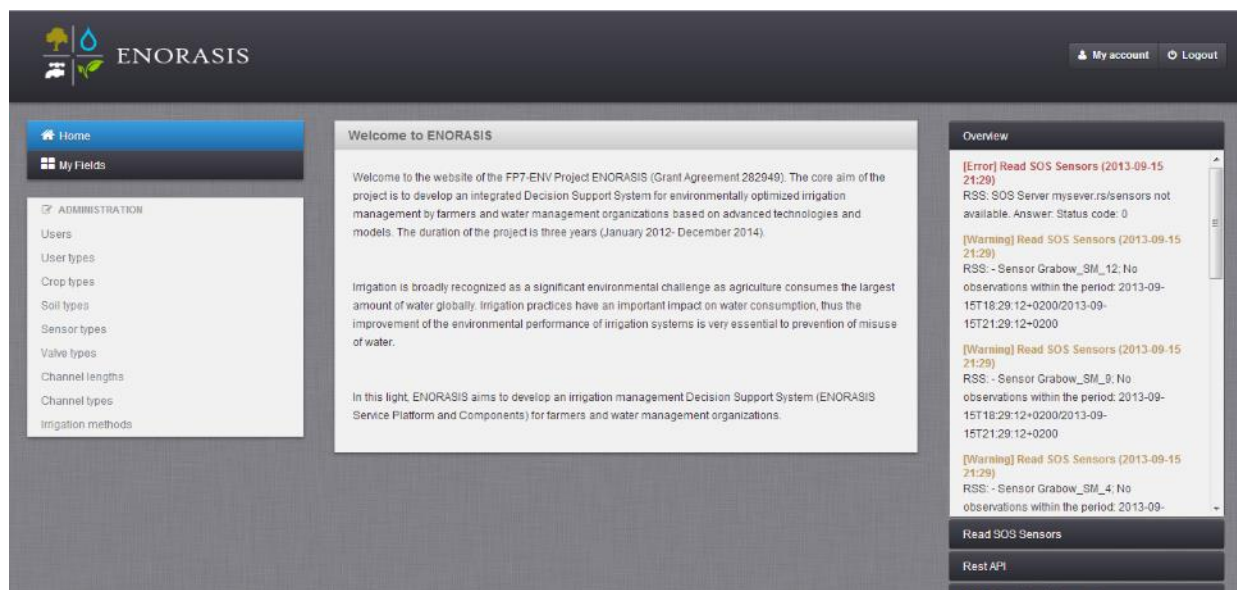 ENORASIS
My account
Logout
Home
My Fields
ADMINISTRATION
Users
User types
Crop types
Soil types
Sensor types
Valve types
Channel lengths
Channel types
Irrigation methods
Welcome to ENORASIS
Welcome to the website of the FP7-ENV Project ENORASIS (Grant Agreement 282949). The core aim of the
project is to develop an integrated Decision Support System for environmentally optimized irrigation
management by farmers and water management organizations based on advanced technologies and
models. The duration of the project is three years (January 2012- December 2014).
Irrigation is broadly recognized as a significant environmental challenge as agriculture consumes the largest
amount of water globally. Irrigation practices have an important impact on water consumption, thus the
improvement of the environmental performance of irrigation systems is very essential to prevention of misuse
of water.
In this light, ENORASIS aims to develop an irrigation management Decision Support System (ENORASIS
Service Platform and Components) for farmers and water management organizations.
Overview
[Error] Read SOS Sensors (2013-09-15
21:29)
RSS: SOS Server mysever.rs/sensors not
available. Answer: Status code: 0
[Warning] Read SOS Sensors (2013-09-15
21:29)
RSS: - Sensor Grabow_SM_12; No
observations within the period: 2013-09-
15T18:29:12+0200/2013-09-
15T21:29:12+0200
[Warning] Read SOS Sensors (2013-09-15
21:29)
RSS: - Sensor Grabow_SM_9; No
observations within the period: 2013-09-
15T18:29:12+0200/2013-09-
15T21:29:12+0200
[Warning] Read SOS Sensors (2013-09-15
21:29)
RSS: - Sensor Grabow_SM_4; No
observations within the period: 2013-09-
Read SOS Sensors
Rest API